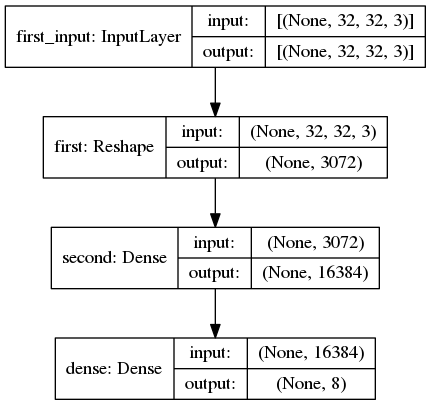 first_input: InputLayer
input:
[(None, 32, 32, 3)]
output:
[(None, 32, 32, 3)]
first: Reshape
input:
(None, 32, 32, 3)
output:
(None, 3072)
second: Dense
input:
(None, 3072)
output:
(None, 16384)
dense: Dense
input:
(None, 16384)
output:
(None, 8)